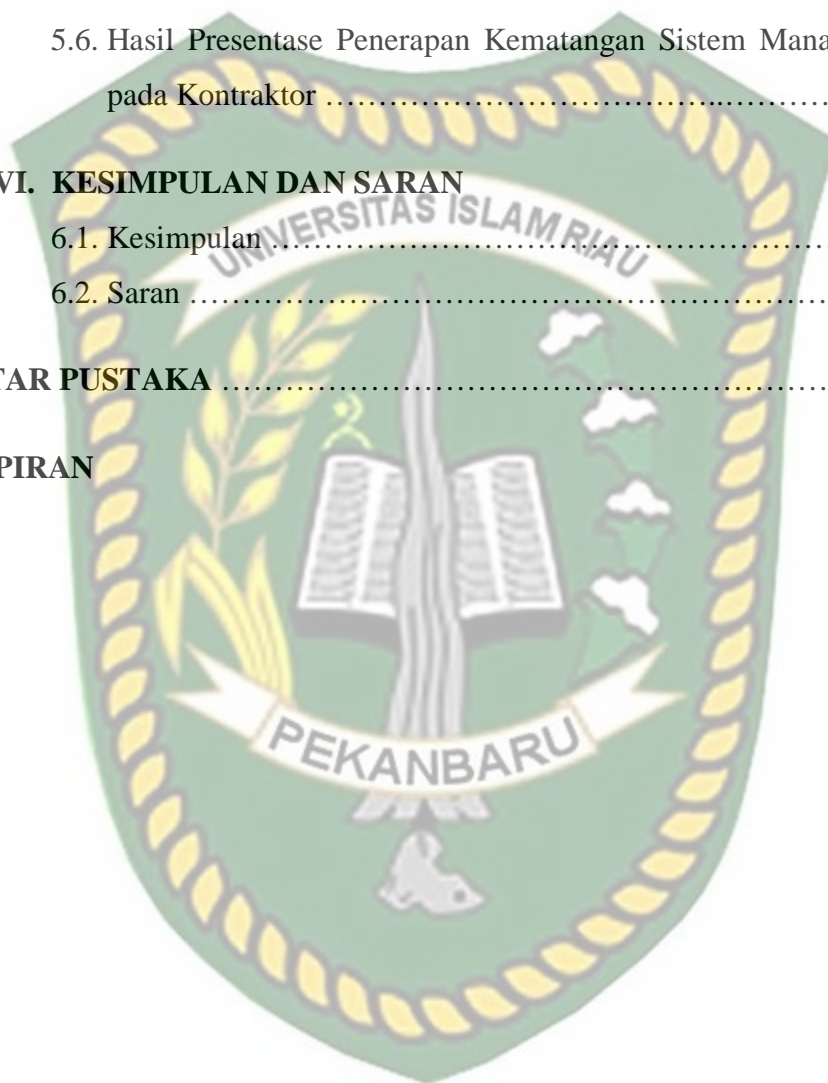 5.6. Hasil Presentase Penerapan Kematangan Sistem Mana
pada Kontraktor ……………………………………..…………
VI. KESIMPULAN DAN SARAN
6.1. Kesimpulan …………………………………………………
6.2. Saran …………………………………………………………
TAR PUSTAKA ………………………………………………………
PIRAN
UNIVERSITAS ISLAM RIAU
PEKANBARU